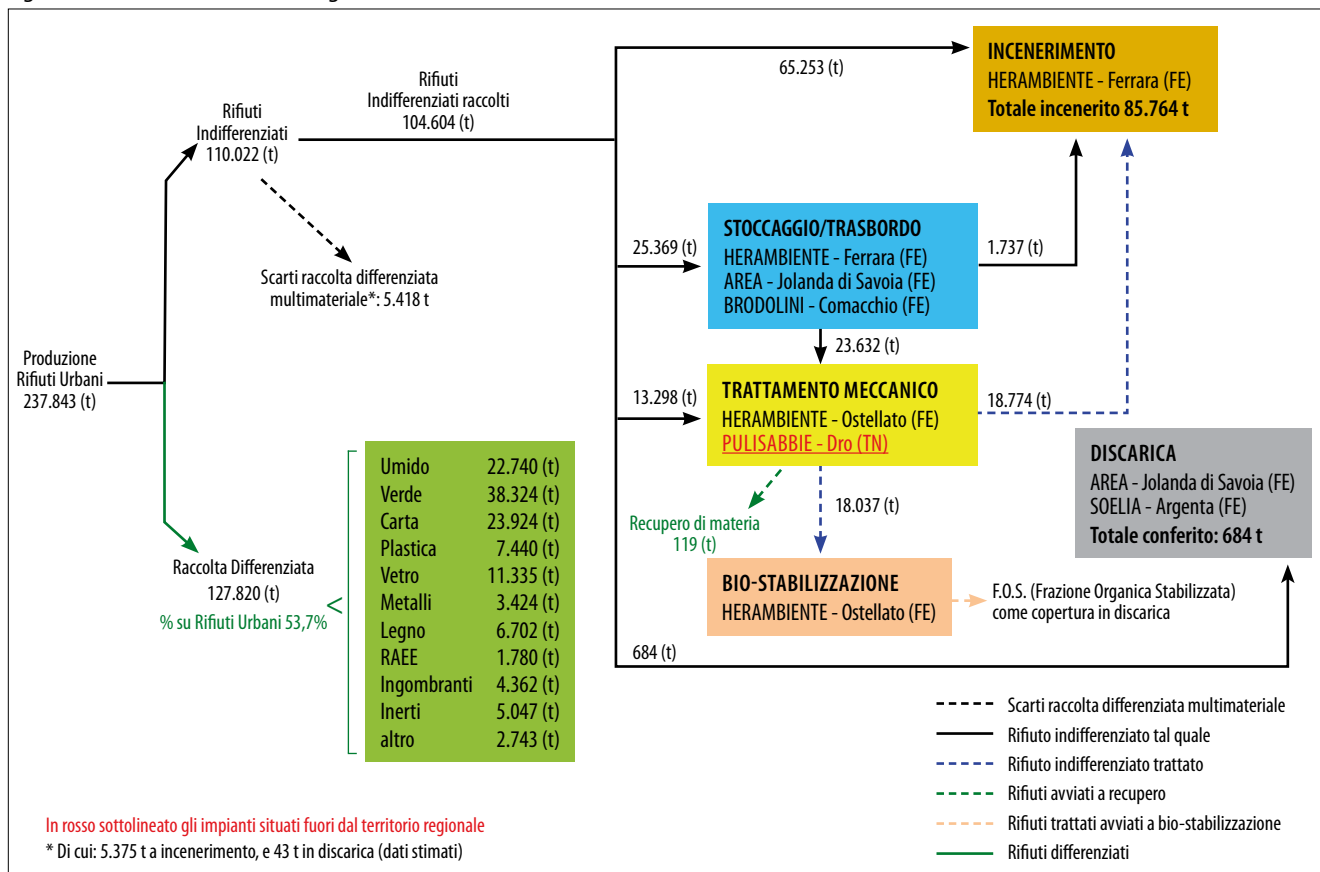 Rifiuti
Indifferenziati
110.022 (t)
Rifiuti
Indifferenziati raccolti
104.604 (t)
65.253 (t)
INCENERIMENTO
HERAMBIENTE - Ferrara (FE)
Totale incenerito 85.764 t
Scarti raccolta differenziata
multimateriale*: 5.418 t
25.369 (t)
STOCCAGGIO/TRASBORDO
HERAMBIENTE - Ferrara (FE)
AREA - Jolanda di Savoia (FE)
BRODOLINI - Comacchio (FE)
1.737 (t)
23.632 (t)
Produzione
Rifiuti Urbani
237.843 (t)
13.298 (t)
TRATTAMENTO MECCANICO
HERAMBIENTE - Ostellato (FE)
PULISABBIE - Dro (TN)
18.774 (t)
DISCARICA
AREA - Jolanda di Savoia (FE)
SOELIA - Argenta (FE)
Totale conferito: 684 t
Recupero di materia
119 (t)
18.037 (t)
BIO-STABILIZZAZIONE
HERAMBIENTE - Ostellato (FE)
F.O.S. (Frazione Organica Stabilizzata)
come copertura in discarica
684 (t)
Raccolta Differenziata
127.820 (t)
% su Rifiuti Urbani 53,7%
Umido 22.740 (t)
Verde 38.324 (t)
Carta 23.924 (t)
Plastica 7.440 (t)
Vetro 11.335 (t)
Metalli 3.424 (t)
Legno 6.702 (t)
RAEE 1.780 (t)
Ingombranti 4.362 (t)
Inerti 5.047 (t)
altro 2.743 (t)
Scarti raccolta differenziata multimateriale
Rifiuto indifferenziato tal quale
Rifiuto indifferenziato trattato
Rifiuti avviati a recupero
Rifiuti trattati avviati a bio-stabilizzazione
Rifiuti differenziati
In rosso sottolineato gli impianti situati fuori dal territorio regionale
* Di cui: 5.375 t a incenerimento, e 43 t in discarica (dati stimati)